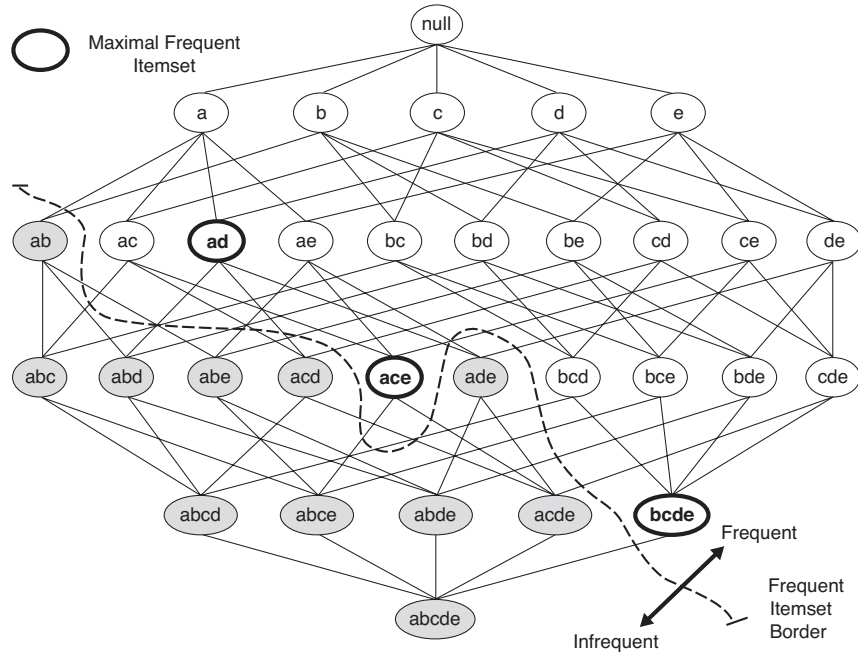 null
Maximal Frequent
Itemset
a b c d e
ab ac ad ae bc bd be cd ce de
abc abd abe acd ace ade bcd bce bde cde
abcd abce abde acde bcde
Frequent
Infrequent
Frequent
Itemset
Border
abcde